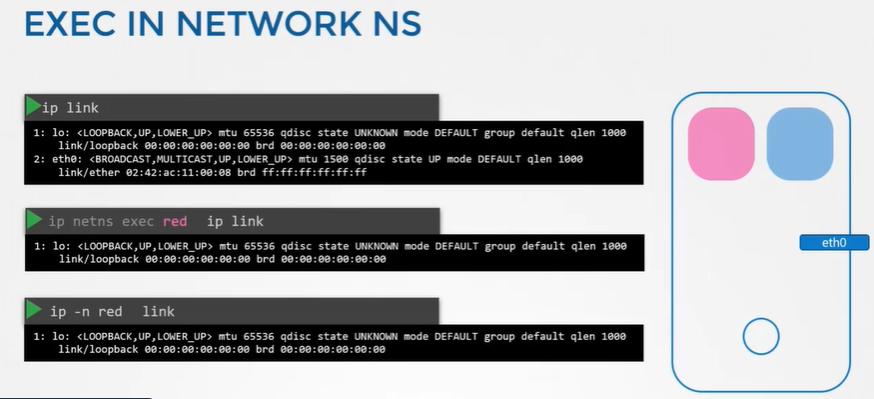 EXEC IN NETWORK NS
ip link
1: lo: <LOOPBACK,UP,LOWER_UP> mtu 65536 qdisc state UNKNOWN mode DEFAULT group default qlen 1000
link/loopback 00:00:00:00:00:00 brd 00:00:00:00:00:00
2: eth0: <BROADCAST,MULTICAST,UP,LOWER_UP> mtu 1500 qdisc state UP mode DEFAULT qlen 1000
link/ether 02:42:ac:11:00:08 brd ff:ff:ff:ff:ff:ff
ip netns exec red ip link
1: lo: <LOOPBACK,UP,LOWER_UP> mtu 65536 qdisc state UNKNOWN mode DEFAULT group default qlen 1000
link/loopback 00:00:00:00:00:00 brd 00:00:00:00:00:00
eth0
ip -n red link
1: lo: <LOOPBACK,UP,LOWER_UP> mtu 65536 qdisc state UNKNOWN mode DEFAULT group default qlen 1000
link/loopback 00:00:00:00:00:00 brd 00:00:00:00:00:00